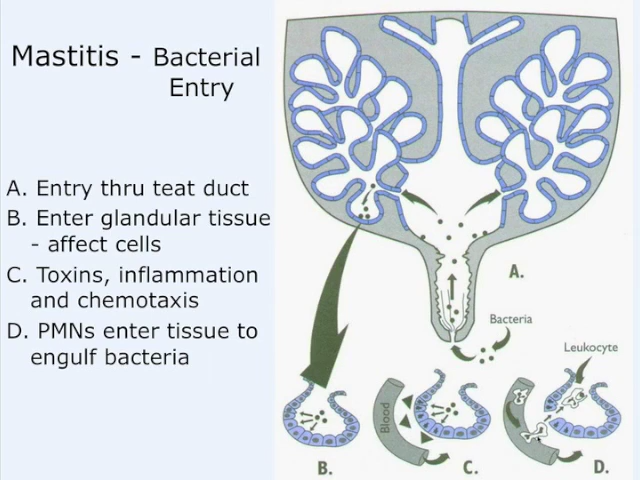 Mastitis - Bacterial
Entry
A. Entry thru teat duct
B. Enter glandular tissue
- affect cells
C. Toxins, inflammation
and chemotaxis
D. PMNs enter tissue to
engulf bacteria
A.
Bacteria
Leukocyte
Blood
B.
C.
D.